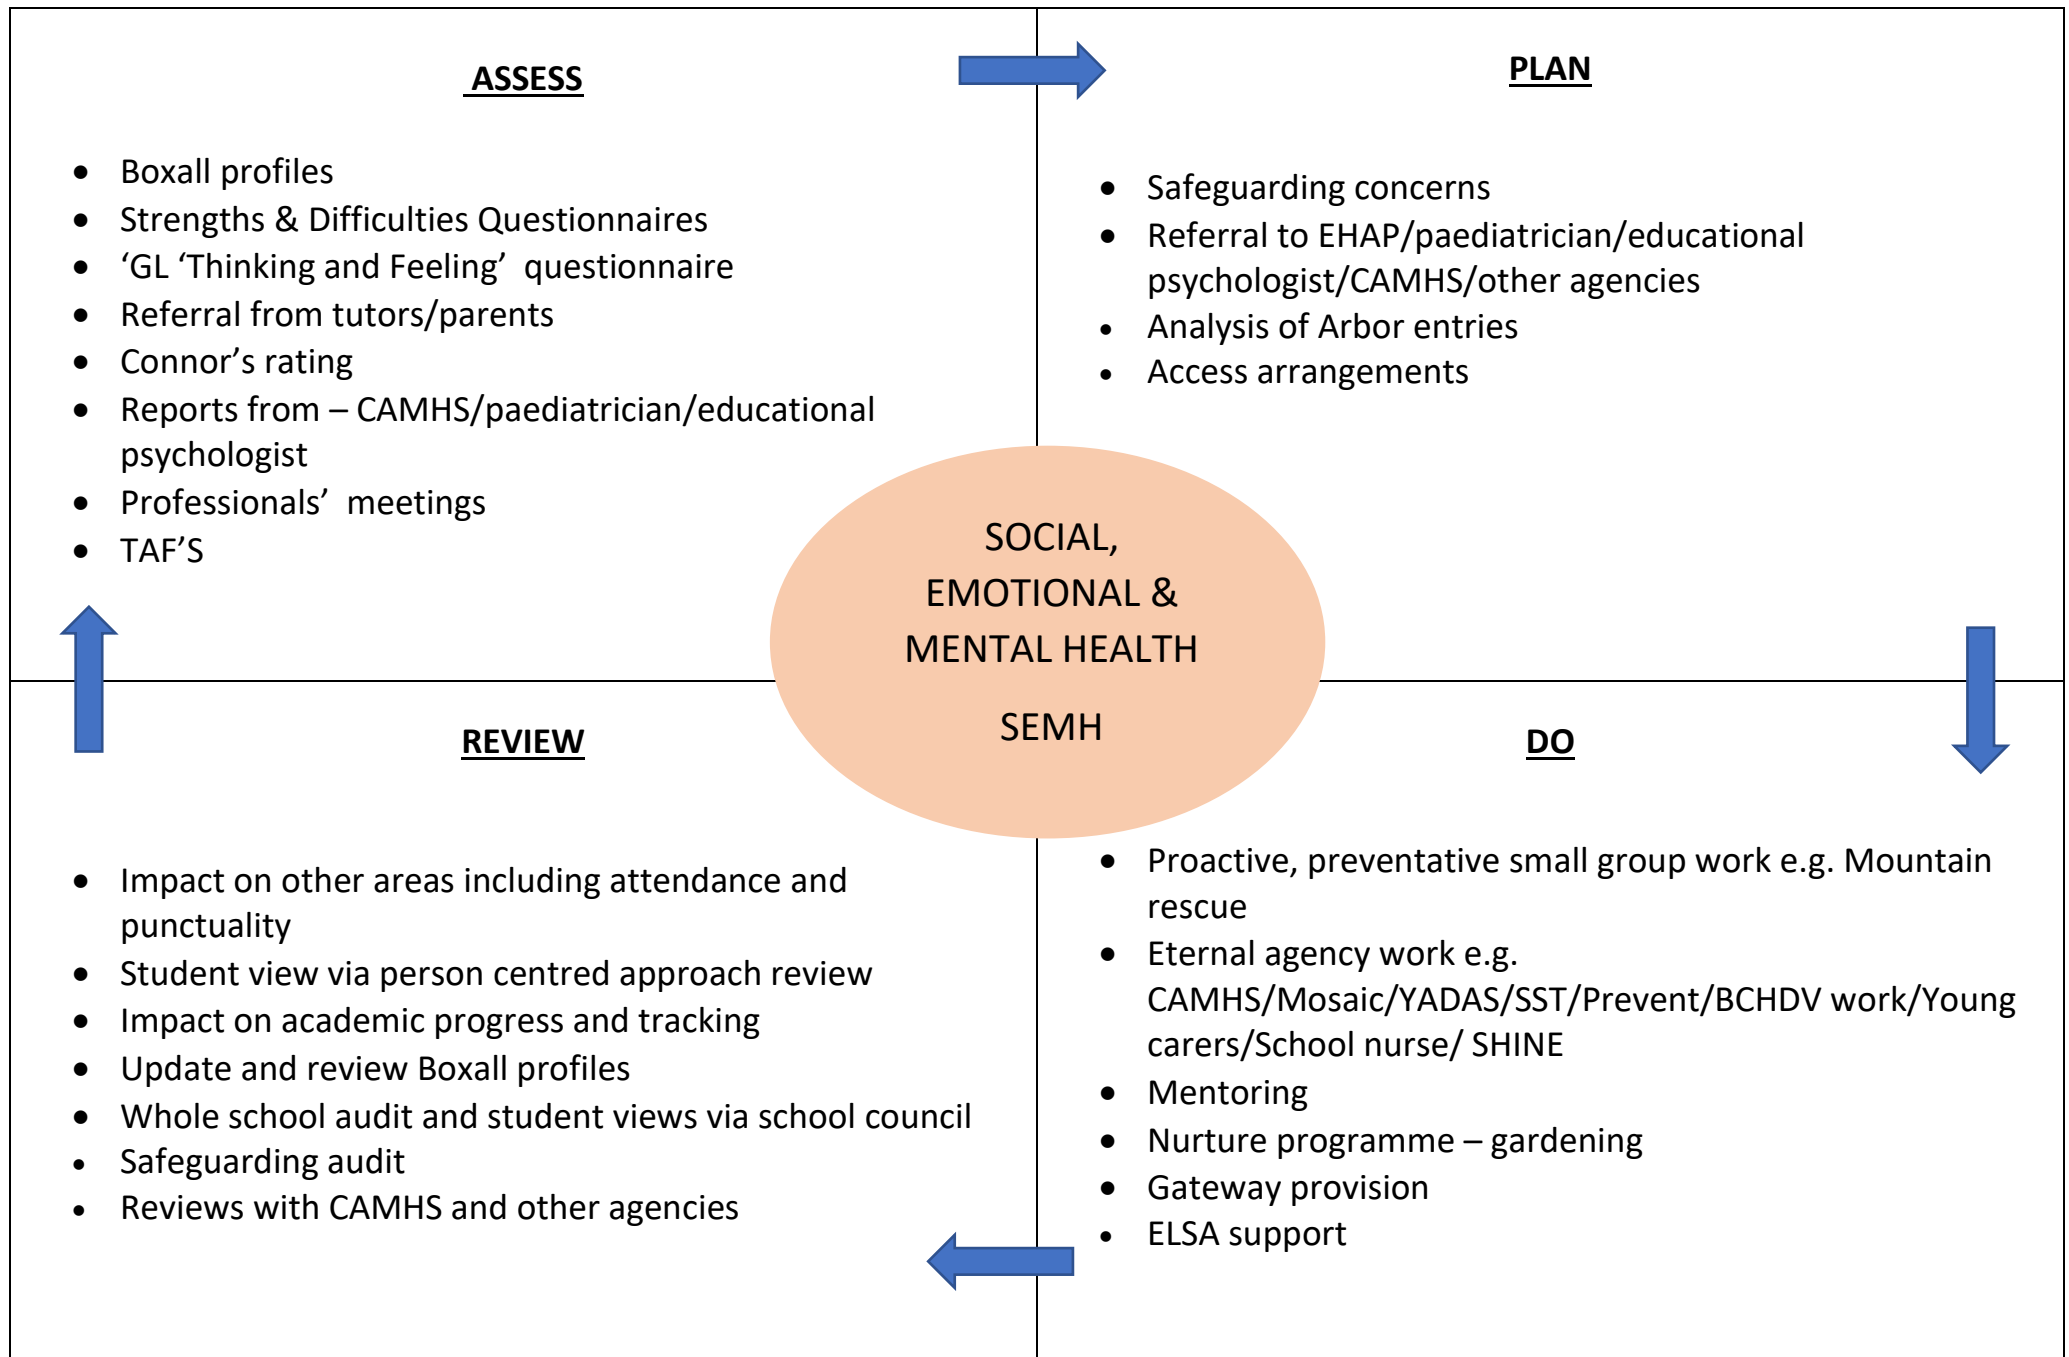 ASSESS
• Boxall profiles
• Strengths & Difficulties Questionnaires
• ‘GL ‘Thinking and Feeling’ questionnaire
• Referral from tutors/parents
• Connor’s rating
• Reports from – CAMHS/paediatrician/educational
psychologist
• Professionals’ meetings
• TAF’S
PLAN
• Safeguarding concerns
• Referral to EHAP/paediatrician/educational
psychologist/CAMHS/other agencies
• Analysis of Arbor entries
• Access arrangements
SOCIAL,
EMOTIONAL &
MENTAL HEALTH
SEMH
REVIEW
• Impact on other areas including attendance and
punctuality
• Student view via person centred approach review
• Impact on academic progress and tracking
• Update and review Boxall profiles
• Whole school audit and student views via school council
• Safeguarding audit
• Reviews with CAMHS and other agencies
DO
• Proactive, preventative small group work e.g. Mountain
rescue
• Eternal agency work e.g.
CAMHS/Mosaic/YADAS/SST/Prevent/BCHDV work/Young
carers/School nurse/ SHINE
• Mentoring
• Nurture programme – gardening
• Gateway provision
• ELSA support